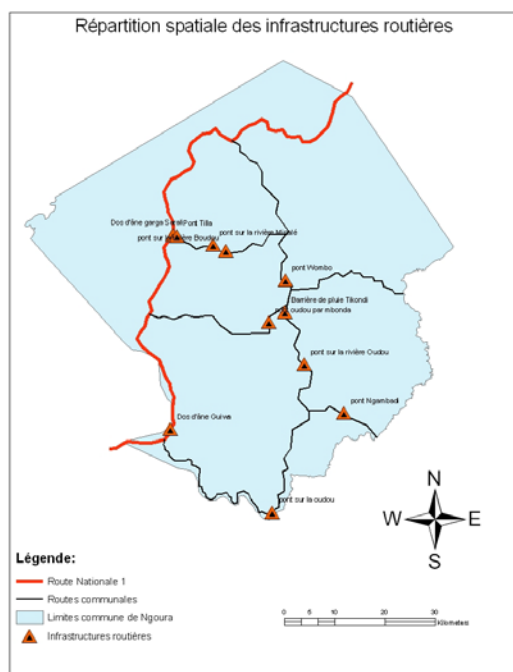 Répartition spatiale des infrastructures routières
Dos d'âne garga Sarali
Pont Tilla
pont sur la rivière Boudou
pont sur la rivière
pont Wombo
Barrière de pluie Tikondi
oudou par mbonda
pont sur la rivière Oudou
pont Ngambadi
Dos d'âne Guiwa
pont sur la oudou
N
W
E
S
Légende:
Route Nationale 1
Routes communales
Limites commune de Ngoura
Infrastructures routières
0
5
10
20
30
kilometers